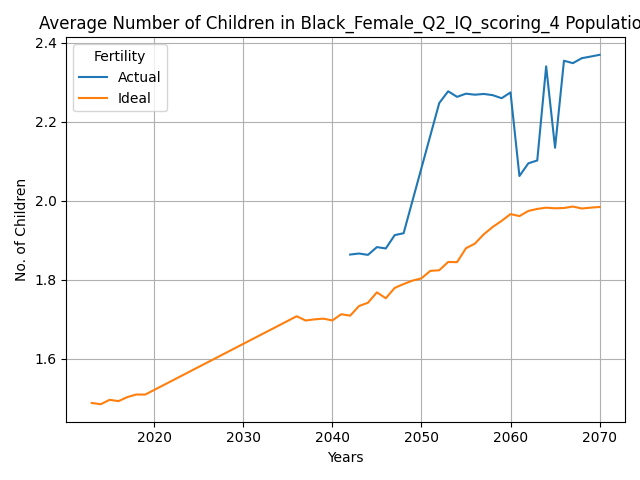 Average Number of Children in Black_Female_Q2_IQ_scoring_4 Populatio
Fertility
Actual
Ideal
2.4
2.2
2.0
1.8
1.6
No. of Children
2020 2030 2040 2050 2060 2070
Years